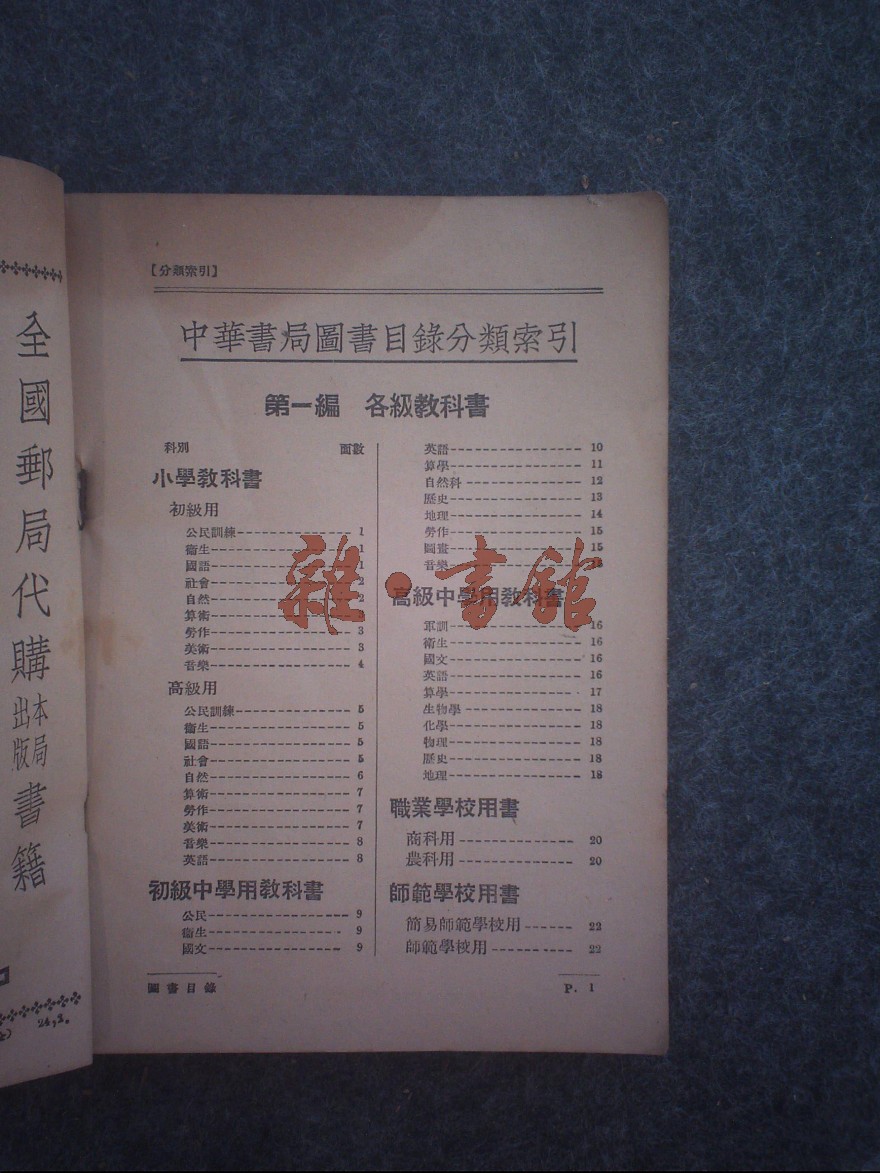 全國郵局代購本局出版書籍
24,3.
【分類索引】
中華書局圖書目錄分類索引
第一編 各級教科書
科別 面數
小學教科書
初級用
公民訓練 1
衞生 1
國語 1
社會 2
自然 2
算術 3
勞作 3
美術 3
音樂 4
高級用
公民訓練 5
衞生 5
國語 5
社會 5
自然 6
算術 7
勞作 7
美術 7
音樂 8
英語 8
初級中學用敎科書
公民 9
衞生 9
國文 9
英語 10
算學 11
自然科 12
歷史 13
地理 14
勞作 15
圖畫 15
音樂
高級中學用教科書
軍訓 16
衞生 16
國文 16
英語 16
算學 17
生物學 18
化學 18
物理 18
歷史 18
地理 18
職業學校用書
商科用 20
農科用 20
師範學校用書
簡易師範學校用 22
師範學校用 22
圖書目錄 P. 1
雜·書館